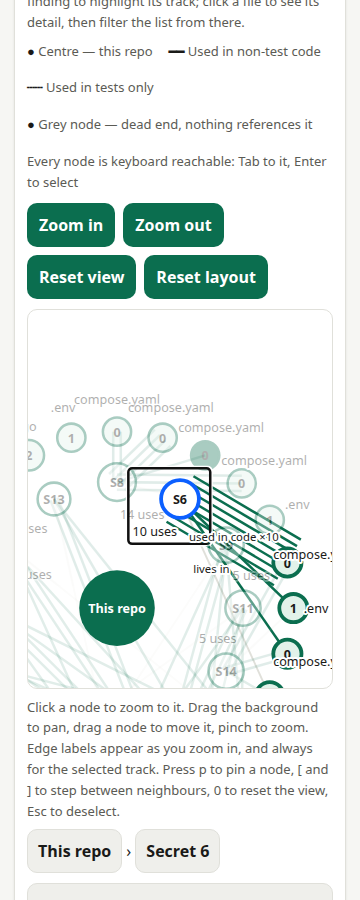 finding to highlight its track; click a file to see its
detail, then filter the list from there.
● Centre — this repo ━━ Used in non-test code
┅┅ Used in tests only
● Grey node — dead end, nothing references it
Every node is keyboard reachable: Tab to it, Enter
to select
Zoom in Zoom out
Reset view Reset layout
compose.yaml
.env compose.yaml
compose.yaml
1 0 0
2
0
compose.yaml
S8 0
S13 S6
.env
14 uses 1
10 uses used in code ×10
compose.y
0
lives in
5 uses
This repo S11 1 .env
5 uses
0
compose.y
S14
Click a node to zoom to it. Drag the background
to pan, drag a node to move it, pinch to zoom.
Edge labels appear as you zoom in, and always
for the selected track. Press p to pin a node, [ and
] to step between neighbours, 0 to reset the view,
Esc to deselect.
This repo › Secret 6